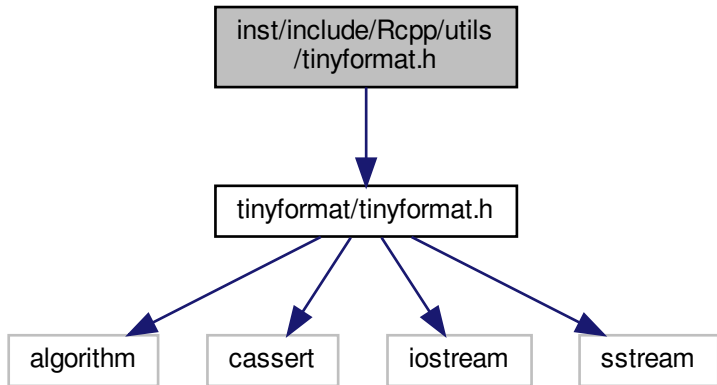 inst/include/Rcpp/utils
/tinyformat.h
tinyformat/tinyformat.h
algorithm
cassert
iostream
sstream